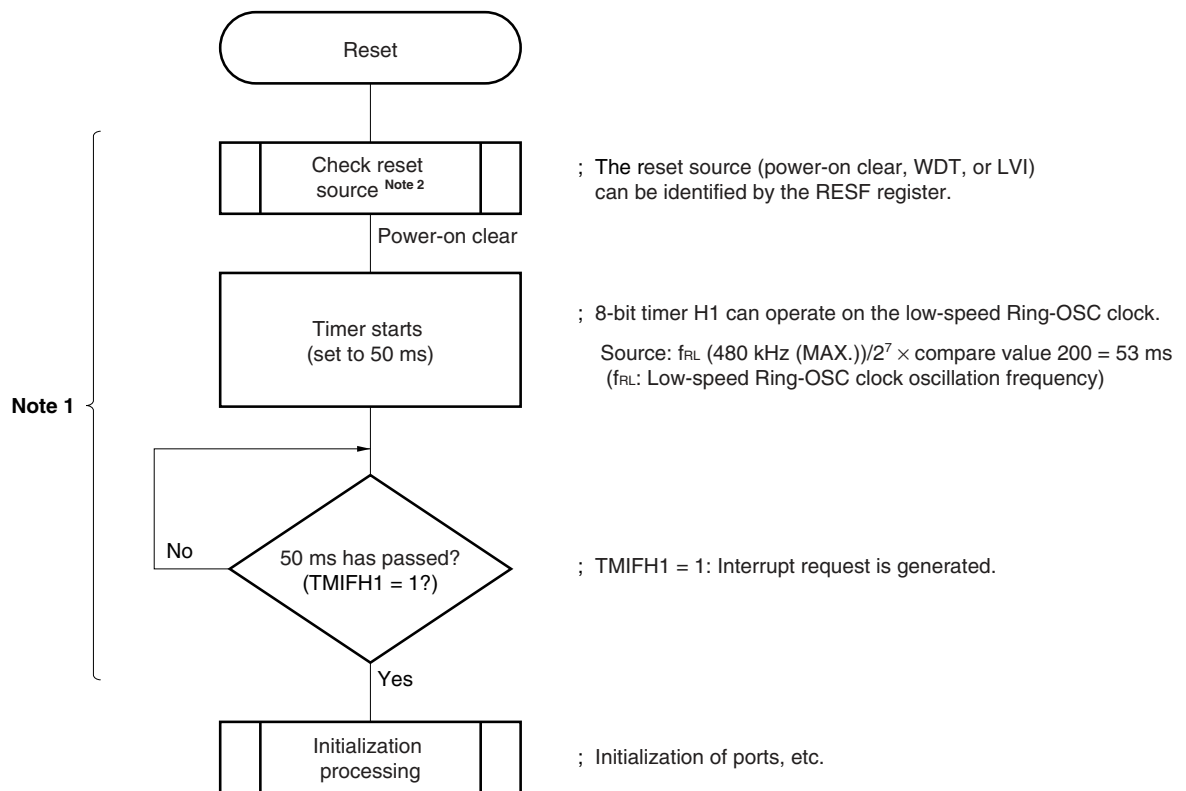 Reset
Check reset
source Note 2
; The reset source (power-on clear, WDT, or LVI)
can be identified by the RESF register.
Power-on clear
Timer starts
(set to 50 ms)
; 8-bit timer H1 can operate on the low-speed Ring-OSC clock.
Source: fRL (480 kHz (MAX.))/2⁷ × compare value 200 = 53 ms
(fRL: Low-speed Ring-OSC clock oscillation frequency)
Note 1
No
50 ms has passed?
(TMIFH1 = 1?)
; TMIFH1 = 1: Interrupt request is generated.
Yes
Initialization
processing
; Initialization of ports, etc.